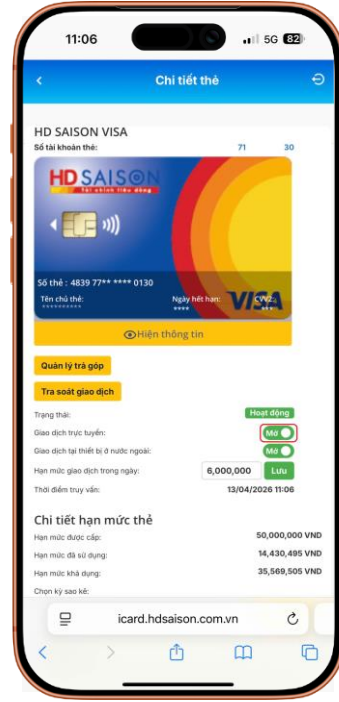 11:06
5G 82
Chi tiết thẻ
HD SAISON VISA
Số tài khoản thẻ: 71 30
HD SAISON
Tài chính tiêu dùng
Số thẻ : 4839 77** **** 0130
Tên chủ thẻ: Ngày hết hạn: CVV2:
********** **** ***
VISA
Hiện thông tin
Quản lý trả góp
Tra soát giao dịch
Trạng thái: Hoạt động
Giao dịch trực tuyến: Mở
Giao dịch tại thiết bị ở nước ngoài: Mở
Hạn mức giao dịch trong ngày: 6,000,000 Lưu
Thời điểm truy vấn: 13/04/2026 11:06
Chi tiết hạn mức thẻ
Hạn mức được cấp: 50,000,000 VND
Hạn mức đã sử dụng: 14,430,495 VND
Hạn mức khả dụng: 35,569,505 VND
Chọn kỳ sao kê:
icard.hdsaison.com.vn